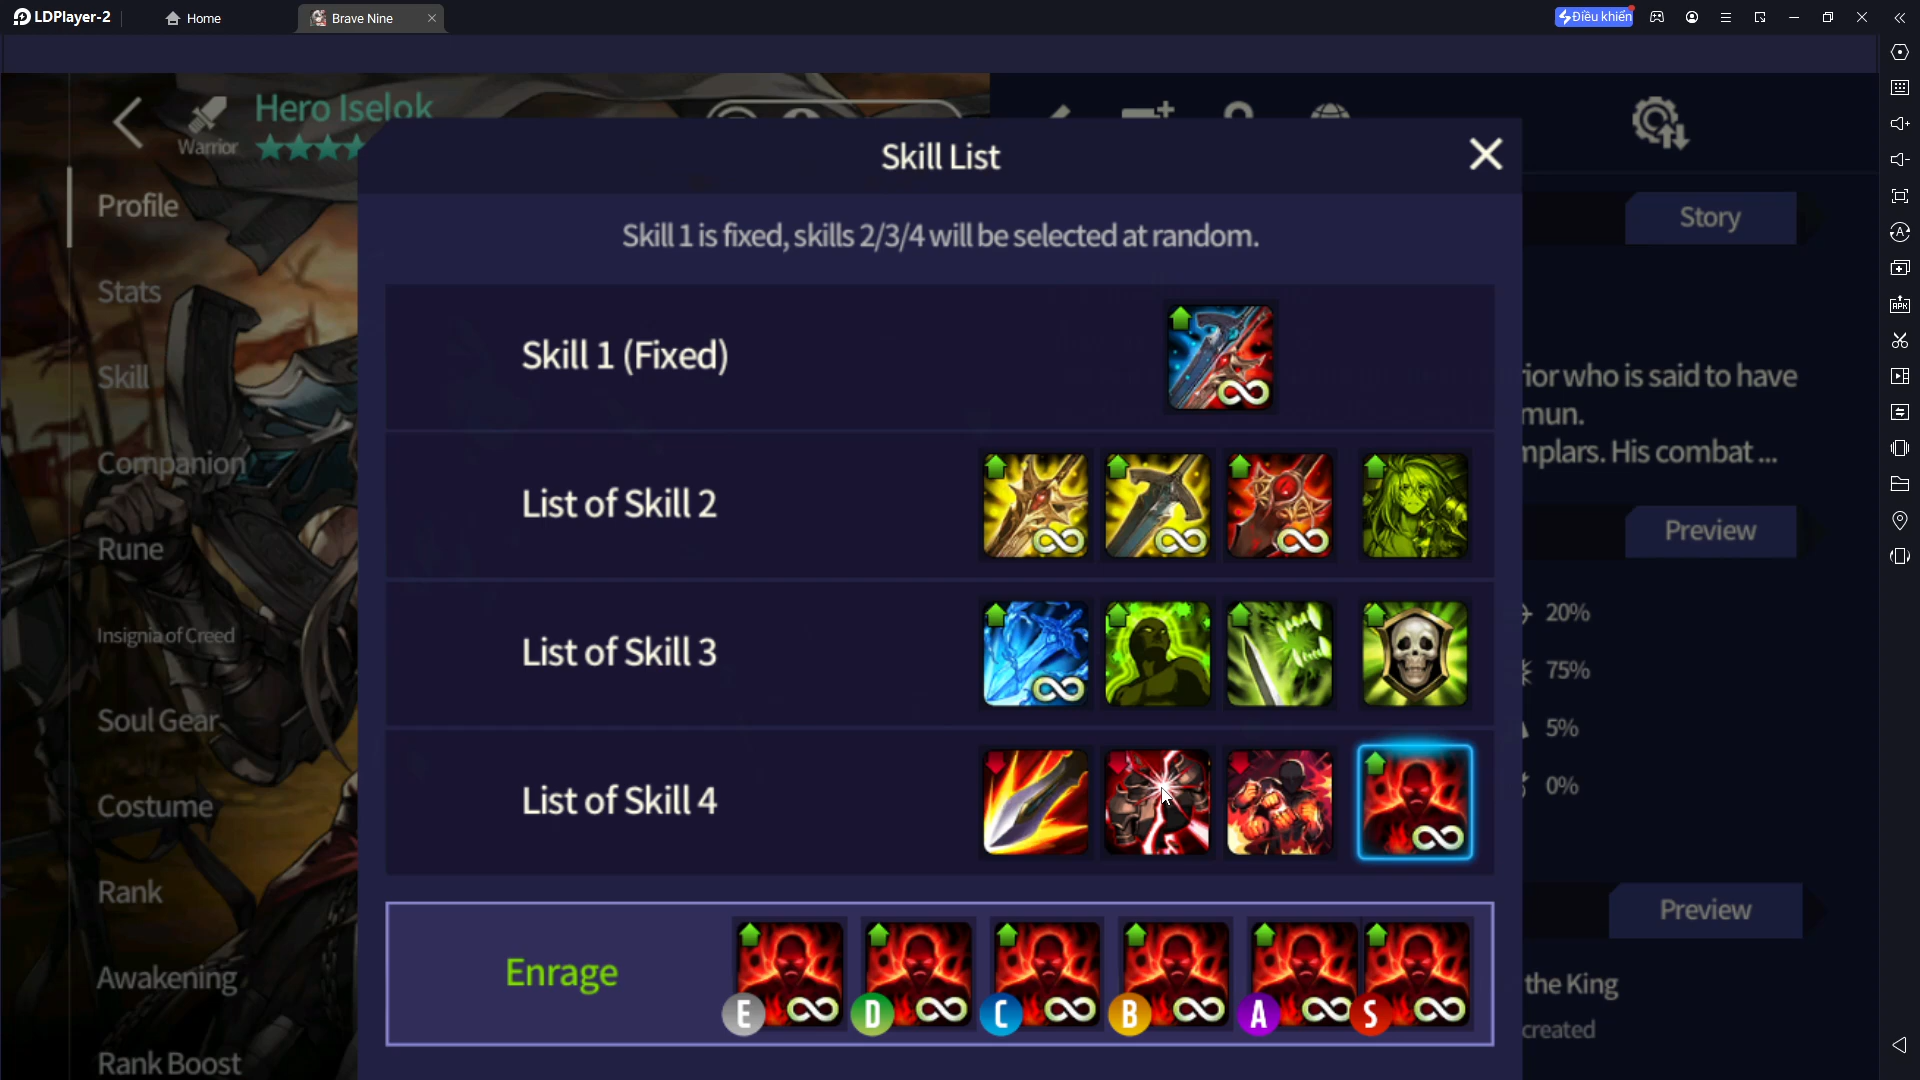 LDPlayer-2
Home
Brave Nine
Điều khiển
Hero Iselok
Warrior
Skill List
Profile
Story
Skill 1 is fixed, skills 2/3/4 will be selected at random.
Stats
Skill 1 (Fixed)
Skill
ior who is said to have
mun.
mplars. His combat ...
Companion
List of Skill 2
Preview
Rune
20%
Insignia of Creed
List of Skill 3
75%
Soul Gear
5%
0%
Costume
List of Skill 4
Rank
Preview
Awakening
Enrage
E D C B A S
the King
created
Rank Boost